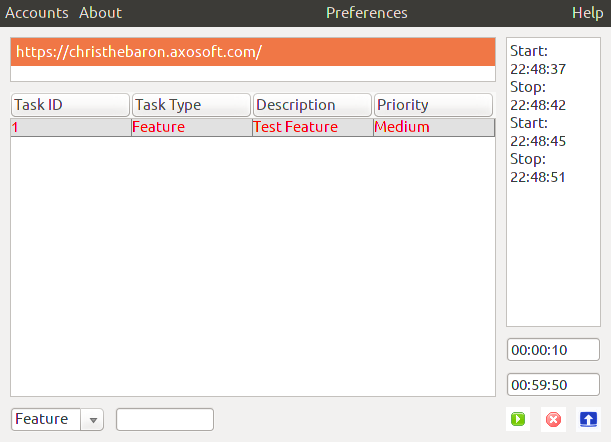 Accounts About Preferences Help
https://christhebaron.axosoft.com/
Task ID Task Type Description Priority
1 Feature Test Feature Medium
Feature
Start:
22:48:37
Stop:
22:48:42
Start:
22:48:45
Stop:
22:48:51
00:00:10
00:59:50